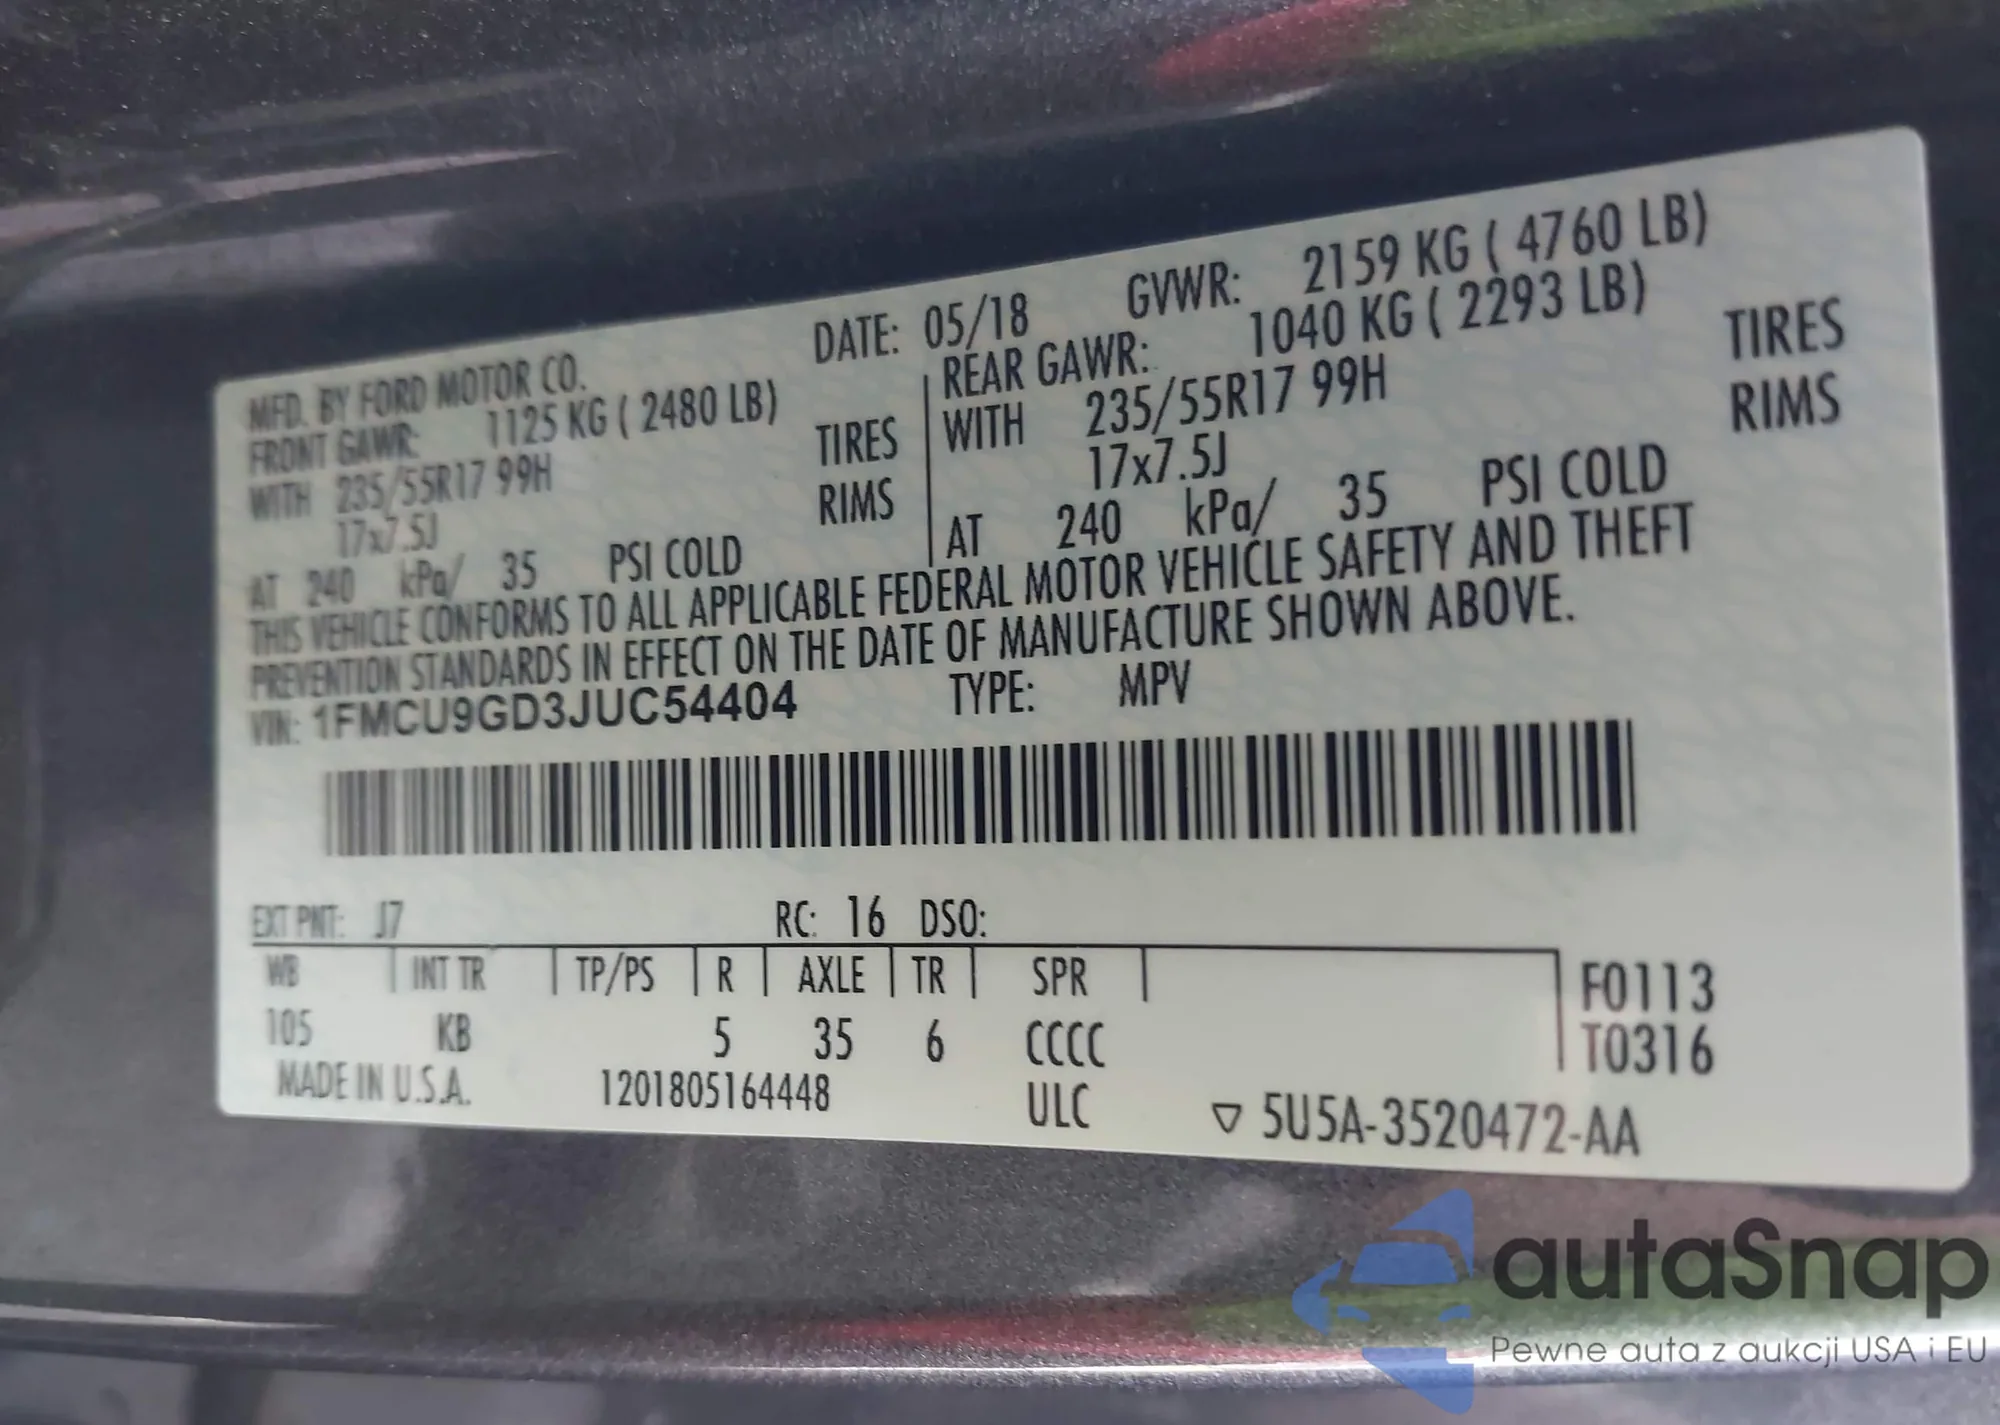 MFD. BY FORD MOTOR CO. DATE: 05/18 GVWR: 2159 KG ( 4760 LB)
FRONT GAWR: 1125 KG ( 2480 LB) REAR GAWR: 1040 KG ( 2293 LB)
WITH 235/55R17 99H TIRES WITH 235/55R17 99H TIRES
17x7.5J RIMS 17x7.5J RIMS
AT 240 kPa/ 35 PSI COLD AT 240 kPa/ 35 PSI COLD
THIS VEHICLE CONFORMS TO ALL APPLICABLE FEDERAL MOTOR VEHICLE SAFETY AND THEFT
PREVENTION STANDARDS IN EFFECT ON THE DATE OF MANUFACTURE SHOWN ABOVE.
VIN: 1FMCU9GD3JUC54404 TYPE: MPV
EXT PNT: J7 RC: 16 DSO:
WB INT TR TP/PS R AXLE TR SPR F0113
105 KB 5 35 6 CCCC T0316
MADE IN U.S.A. 1201805164448 ULC ▽ 5U5A-3520472-AA
autaSnap
Pewne auta z aukcji USA i EU